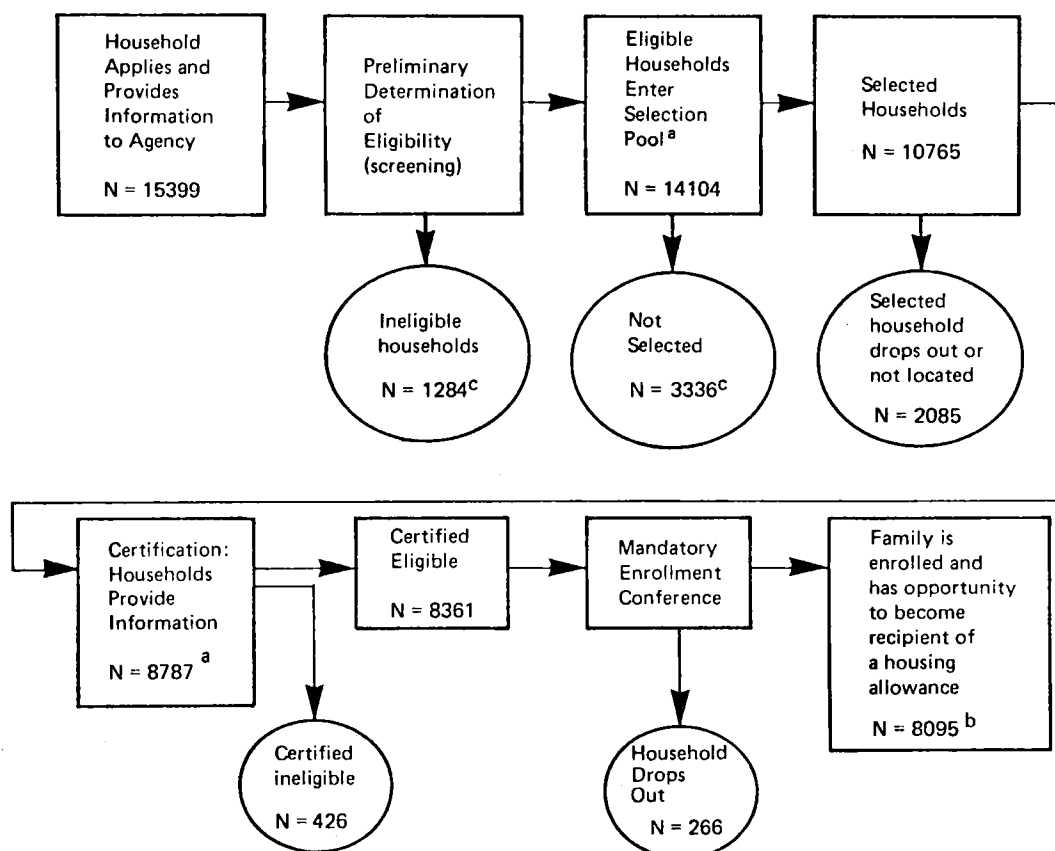 Household
Applies and
Provides
Information
to Agency
N = 15399
Preliminary
Determination
of
Eligibility
(screening)
Eligible
Households
Enter
Selection
Pool a
N = 14104
Selected
Households
N = 10765
Ineligible
households
N = 1284 c
Not
Selected
N = 3336 c
Selected
household
drops out or
not located
N = 2085
Certification:
Households
Provide
Information
N = 8787 a
Certified
Eligible
N = 8361
Mandatory
Enrollment
Conference
Family is
enrolled and
has opportunity
to become
recipient of
a housing
allowance
N = 8095 b
Certified
ineligible
N = 426
Household
Drops
Out
N = 266